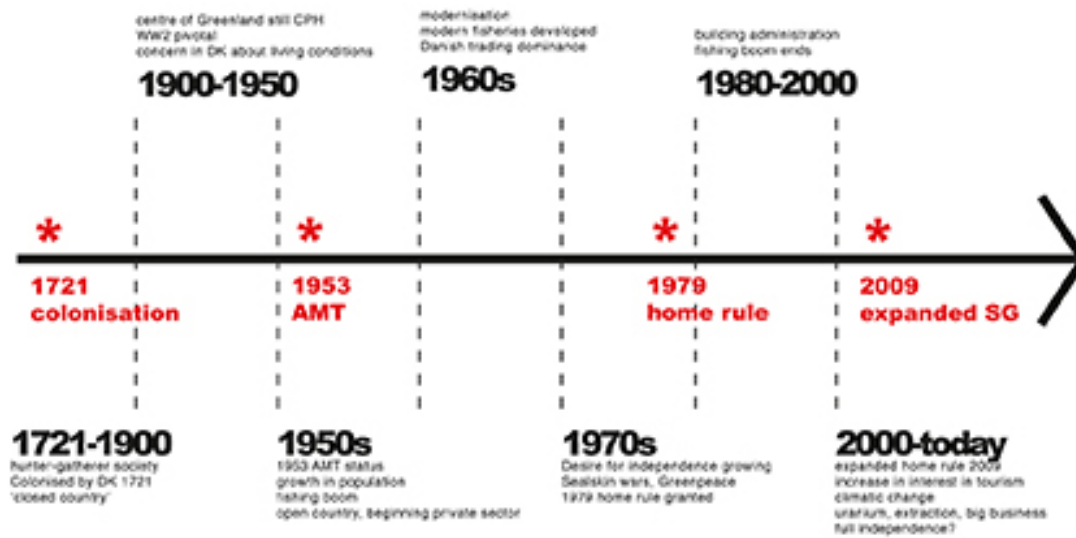 centre of Greenland still CPH
WW2 pivotal
concern in DK about living conditions
1900-1950
modernisation
modern fisheries developed
Danish trading dominance
1960s
building administration
fishing boom ends
1980-2000
*
1721
colonisation
*
1953
AMT
*
1979
home rule
*
2009
expanded SG
1721-1900
hunter-gatherer society
Colonised by DK 1721
'closed country'
1950s
1953 AMT status
growth in population
fishing boom
open country, beginning private sector
1970s
Desire for independence growing
Sealskin wars, Greenpeace
1979 home rule granted
2000-today
expanded home rule 2009
increase in interest in tourism
climatic change
uranium, extraction, big business
full independence?